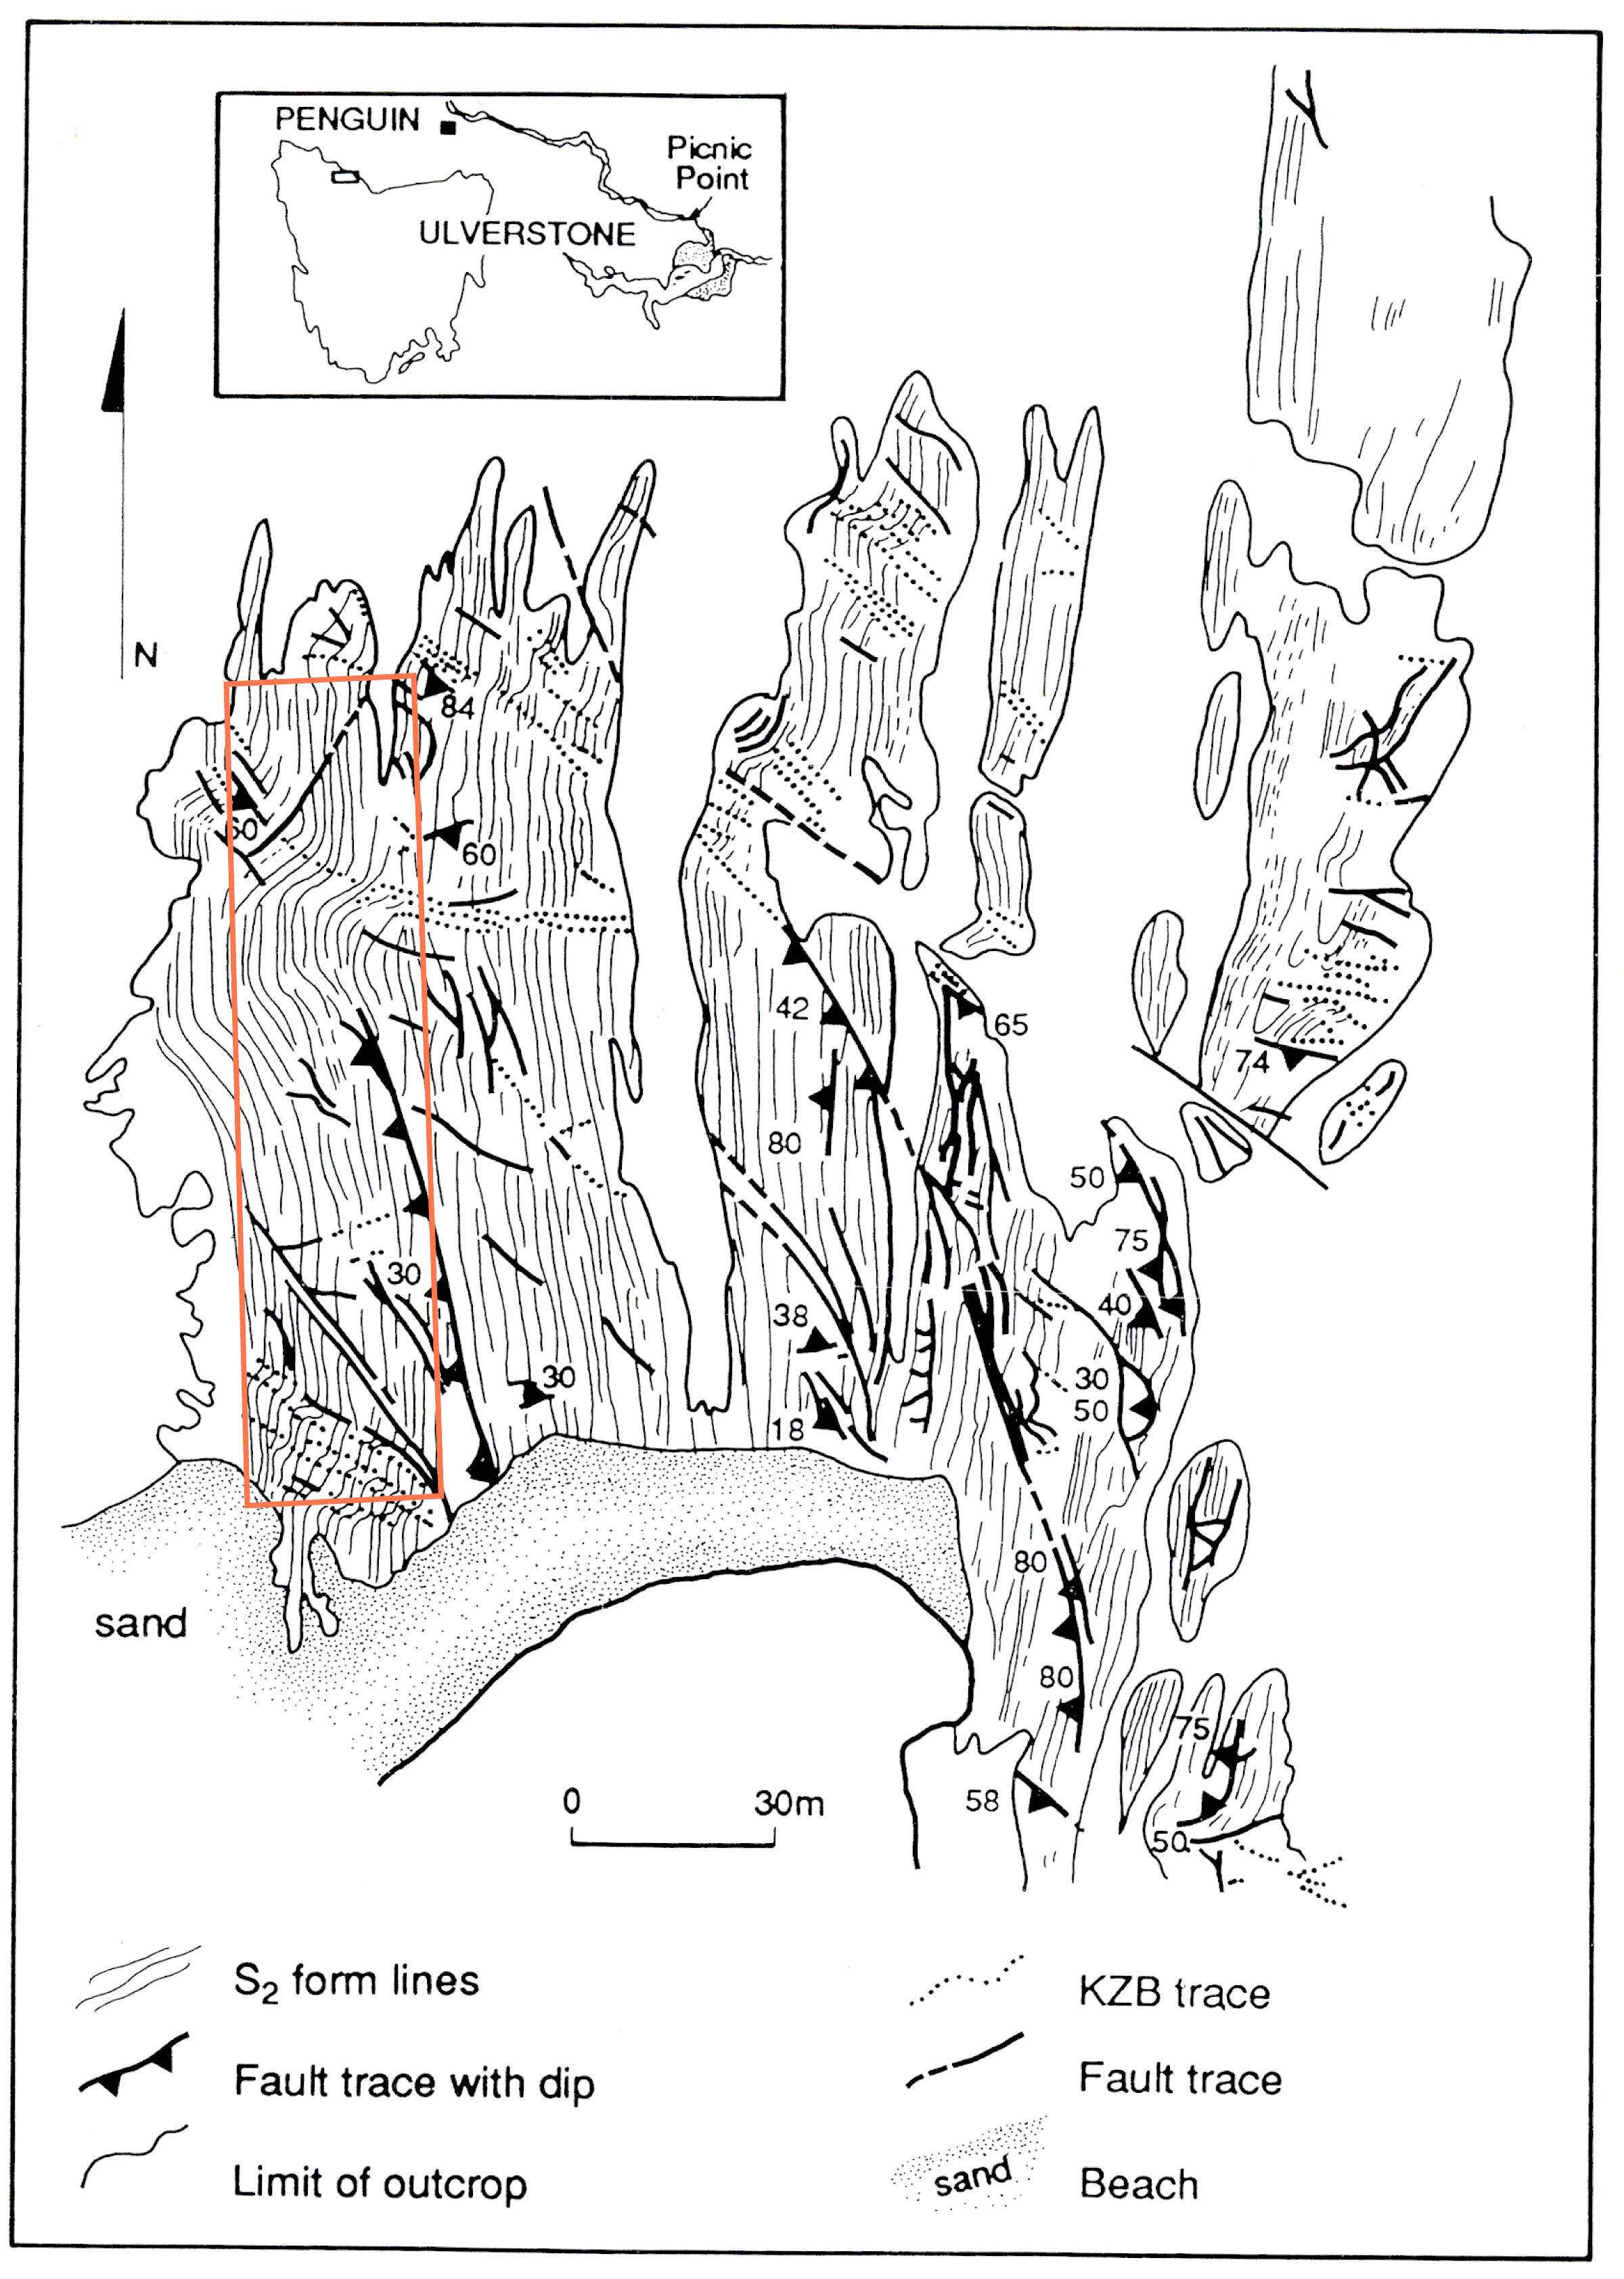 PENGUIN
Picnic
Point
ULVERSTONE
N
84
60
60
42
65
74
80
50
75
30
40
38
30
30
50
18
80
80
75
58
50
0 30m
sand
S₂ form lines
KZB trace
Fault trace with dip
Fault trace
Limit of outcrop
sand
Beach